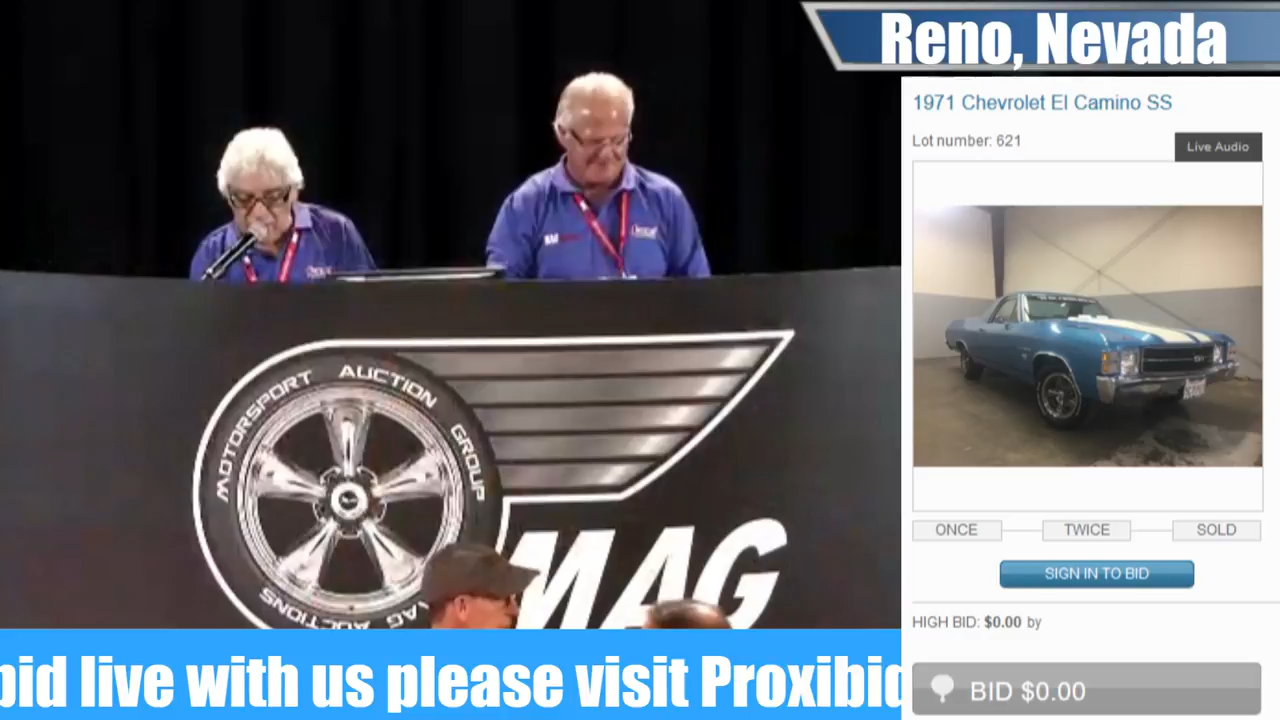 Reno, Nevada
1971 Chevrolet El Camino SS
Lot number: 621
Live Audio
MOTORSPORT AUCTION GROUP
MAG AUCTIONS
MAG
ONCE
TWICE
SOLD
SIGN IN TO BID
HIGH BID: $0.00 by
BID $0.00
bid live with us please visit Proxibid